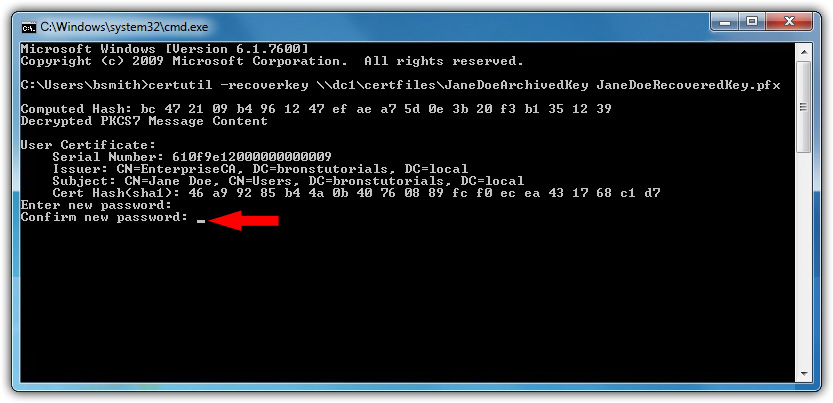 C:\Windows\system32\cmd.exe
Microsoft Windows [Version 6.1.7600]
Copyright (c) 2009 Microsoft Corporation.  All rights reserved.
C:\Users\bsmith>certutil -recoverkey \\dc1\certfiles\JaneDoeArchivedKey JaneDoeRecoveredKey.pfx
Computed Hash: bc 47 21 09 b4 96 12 47 ef ae a7 5d 0e 3b 20 f3 b1 35 12 39
Decrypted PKCS7 Message Content
User Certificate:
    Serial Number: 610f9e12000000000009
    Issuer: CN=EnterpriseCA, DC=bronstutorials, DC=local
    Subject: CN=Jane Doe, CN=Users, DC=bronstutorials, DC=local
    Cert Hash(sha1): 46 a9 92 85 b4 4a 0b 40 76 08 89 fc f0 ec ea 43 17 68 c1 d7
Enter new password:
Confirm new password: _